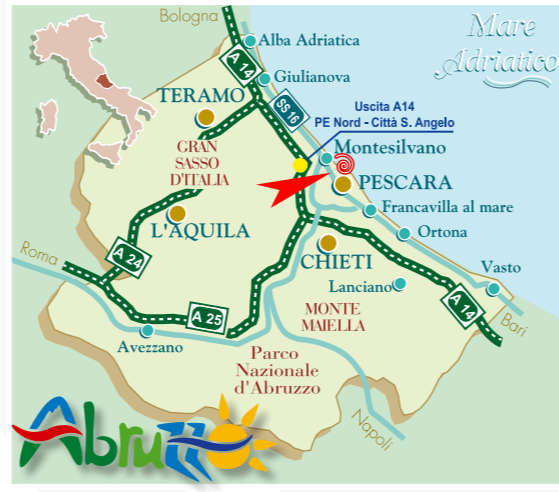 Bologna
Mare
Adriatico
Alba Adriatica
A 14
Giulianova
TERAMO
SS 16
Uscita A14
PE Nord - Città S. Angelo
GRAN
SASSO
D'ITALIA
Montesilvano
PESCARA
Francavilla al mare
L'AQUILA
Ortona
Roma
A 24
CHIETI
Vasto
Lanciano
A 14
Bari
A 25
MONTE
MAIELLA
Avezzano
Parco
Nazionale
d'Abruzzo
Napoli
Abruzzo